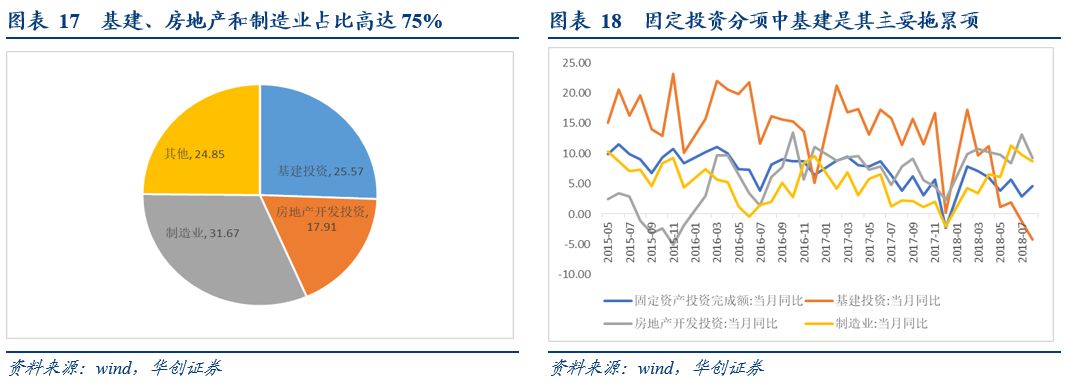 图表 17 基建、房地产和制造业占比高达 75%
其他, 24.85
基建投资, 25.57
房地产开发投资,
17.91
制造业, 31.67
资料来源：wind，华创证券
图表 18 固定投资分项中基建是其主要拖累项
25.00
20.00
15.00
10.00
5.00
0.00
-5.00
-10.00
2015-05
2015-07
2015-09
2015-11
2016-01
2016-03
2016-05
2016-07
2016-09
2016-11
2017-01
2017-03
2017-05
2017-07
2017-09
2017-11
2018-01
2018-03
2018-05
2018-07
固定资产投资完成额:当月同比
基建投资:当月同比
房地产开发投资:当月同比
制造业:当月同比
资料来源：wind，华创证券